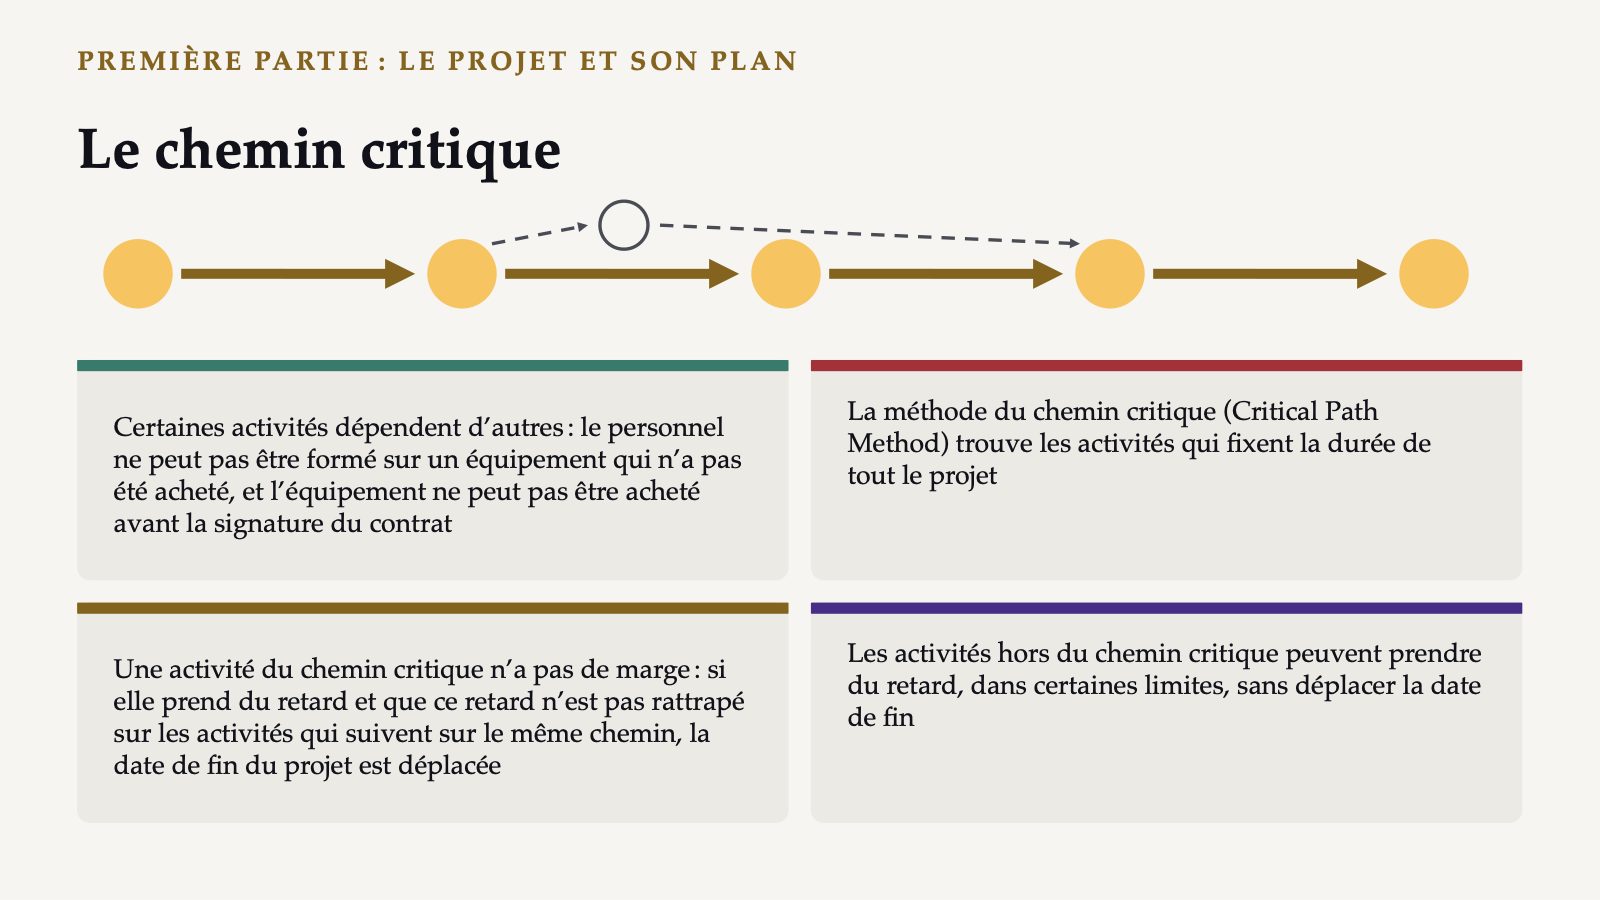 PREMIÈRE PARTIE : LE PROJET ET SON PLAN
Le chemin critique
Certaines activités dépendent d’autres : le personnel
ne peut pas être formé sur un équipement qui n’a pas
été acheté, et l’équipement ne peut pas être acheté
avant la signature du contrat
La méthode du chemin critique (Critical Path
Method) trouve les activités qui fixent la durée de
tout le projet
Une activité du chemin critique n’a pas de marge : si
elle prend du retard et que ce retard n’est pas rattrapé
sur les activités qui suivent sur le même chemin, la
date de fin du projet est déplacée
Les activités hors du chemin critique peuvent prendre
du retard, dans certaines limites, sans déplacer la date
de fin